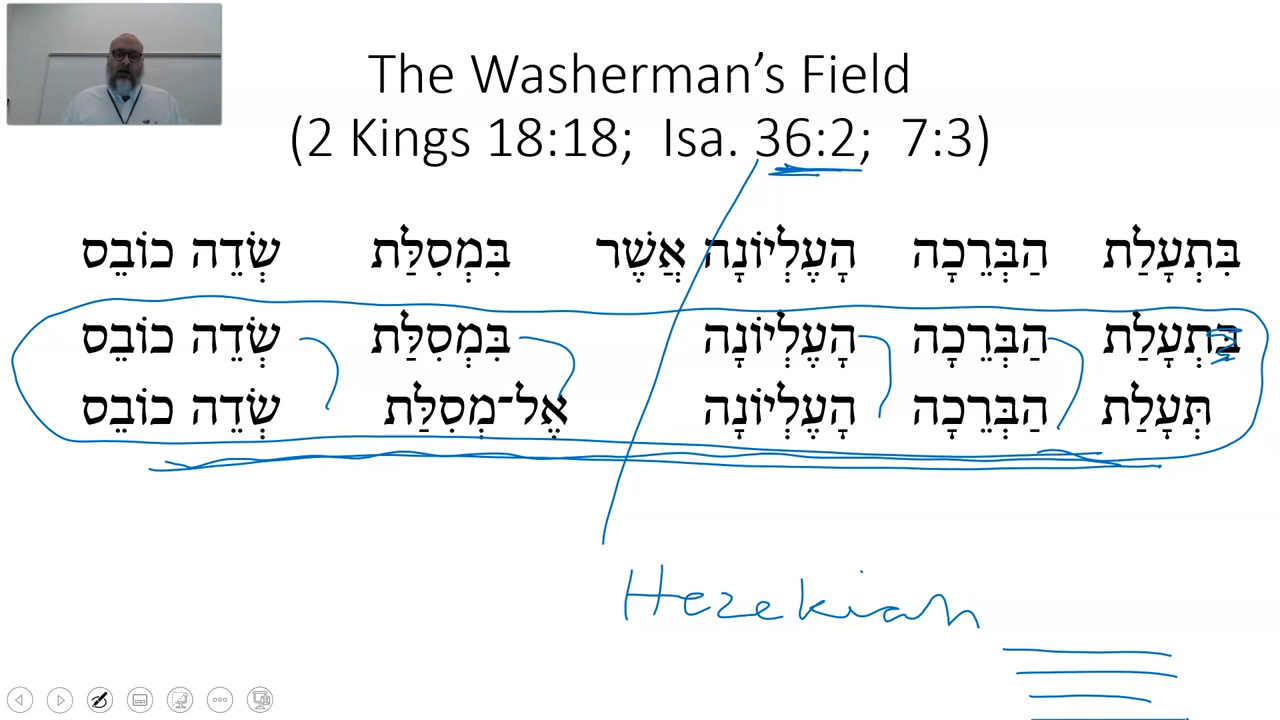 The Washerman's Field
(2 Kings 18:18; Isa. 36:2; 7:3)
בִּתְעָלַת הַבְּרֵכָה הָעֶלְיוֹנָה אֲשֶׁר בִּמְסִלַּת שְׂדֵה כוֹבֵס
בִּתְעָלַת הַבְּרֵכָה הָעֶלְיוֹנָה בִּמְסִלַּת שְׂדֵה כוֹבֵס
תְּעָלַת הַבְּרֵכָה הָעֶלְיוֹנָה אֶל־מְסִלַּת שְׂדֵה כוֹבֵס
Hezekiah